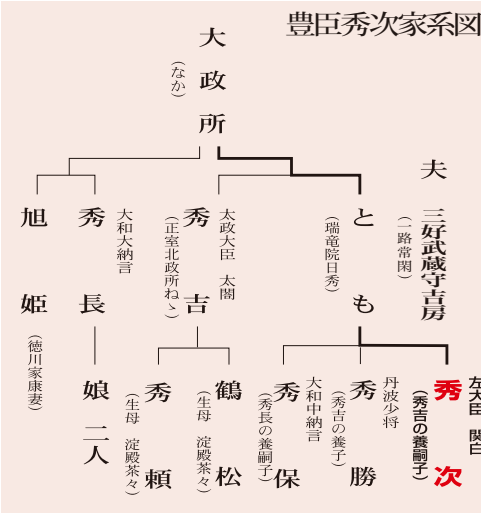 豊臣秀次家系図
大政所
(なか)
夫 三好武蔵守吉房
(一路常閑)
とも
(瑞竜院日秀)
太政大臣 太閤
秀吉
(正室北政所ねゝ)
大和大納言
秀長
旭姫
(徳川家康妻)
左大臣 関白
秀次
(秀吉の養嗣子)
丹波少将
秀勝
(秀吉の養子)
大和中納言
秀保
(秀長の養嗣子)
鶴松
(生母 淀殿茶々)
秀頼
(生母 淀殿茶々)
娘二人